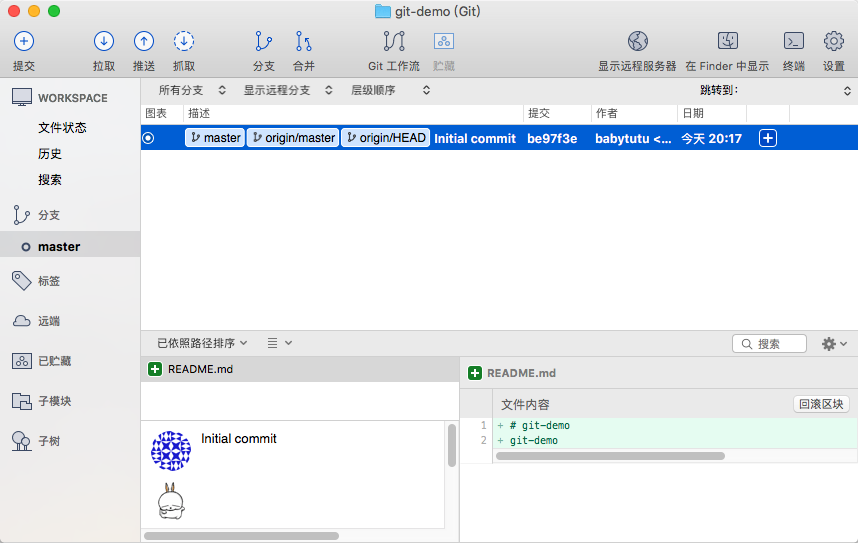 git-demo (Git)
提交 拉取 推送 抓取 分支 合并 Git 工作流 贮藏 显示远程服务器 在 Finder 中显示 终端 设置
WORKSPACE
文件状态
历史
搜索
分支
master
标签
远端
已贮藏
子模块
子树
所有分支 显示远程分支 层级顺序 跳转到:
图表 描述 提交 作者 日期
master origin/master origin/HEAD Initial commit be97f3e babytutu <... 今天 20:17
已依照路径排序 搜索
README.md
Initial commit
README.md
文件内容 回滚区块
1 + # git-demo
2 + git-demo